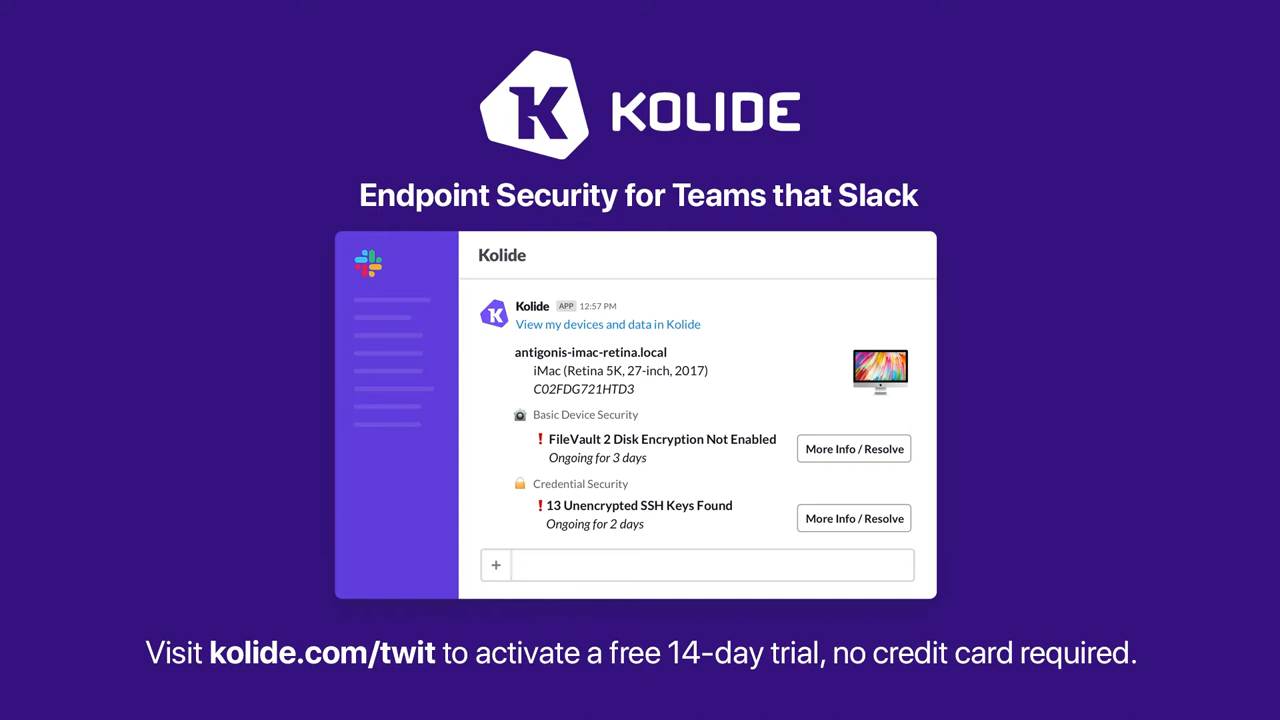 K KOLIDE
Endpoint Security for Teams that Slack
Kolide
K
Kolide APP 12:57 PM
View my devices and data in Kolide
antigonis-imac-retina.local
iMac (Retina 5K, 27-inch, 2017)
C02FDG721HTD3
Basic Device Security
! FileVault 2 Disk Encryption Not Enabled
Ongoing for 3 days
More Info / Resolve
Credential Security
! 13 Unencrypted SSH Keys Found
Ongoing for 2 days
More Info / Resolve
+
Visit kolide.com/twit to activate a free 14-day trial, no credit card required.